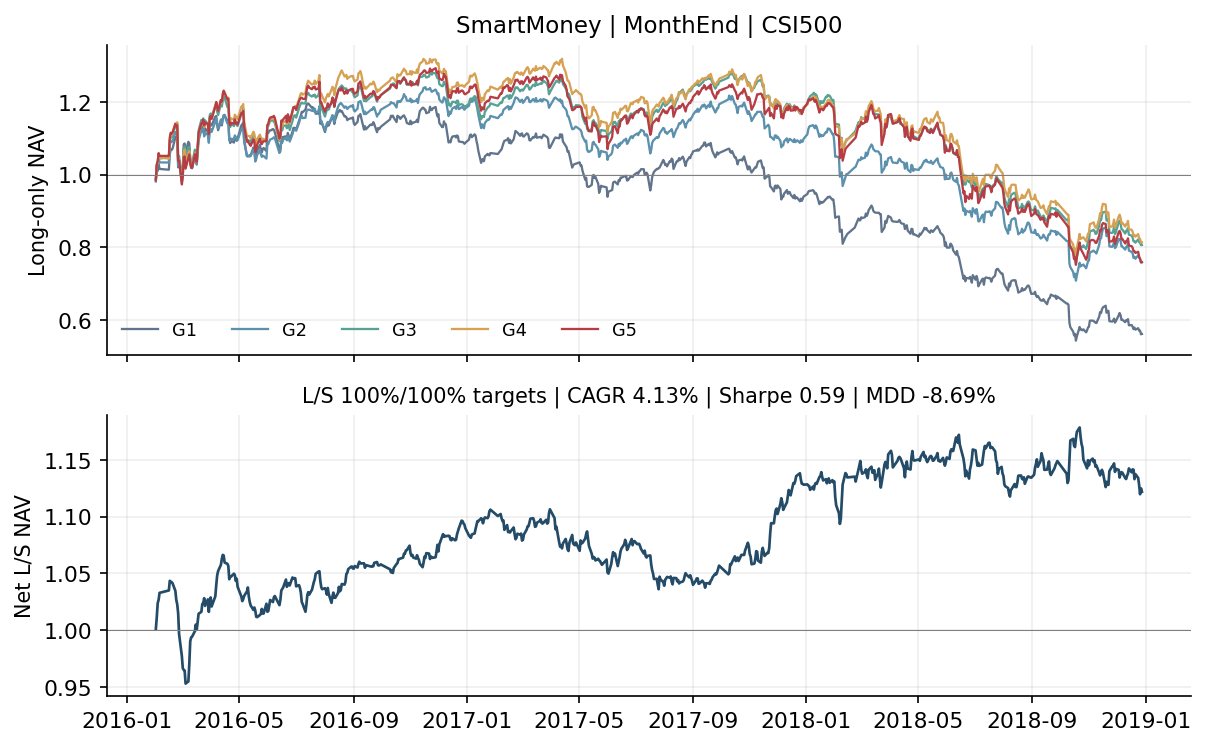 SmartMoney | MonthEnd | CSI500
Long-only NAV
1.2
1.0
0.8
0.6
G1 G2 G3 G4 G5
L/S 100%/100% targets | CAGR 4.13% | Sharpe 0.59 | MDD -8.69%
Net L/S NAV
1.15
1.10
1.05
1.00
0.95
2016-01 2016-05 2016-09 2017-01 2017-05 2017-09 2018-01 2018-05 2018-09 2019-01